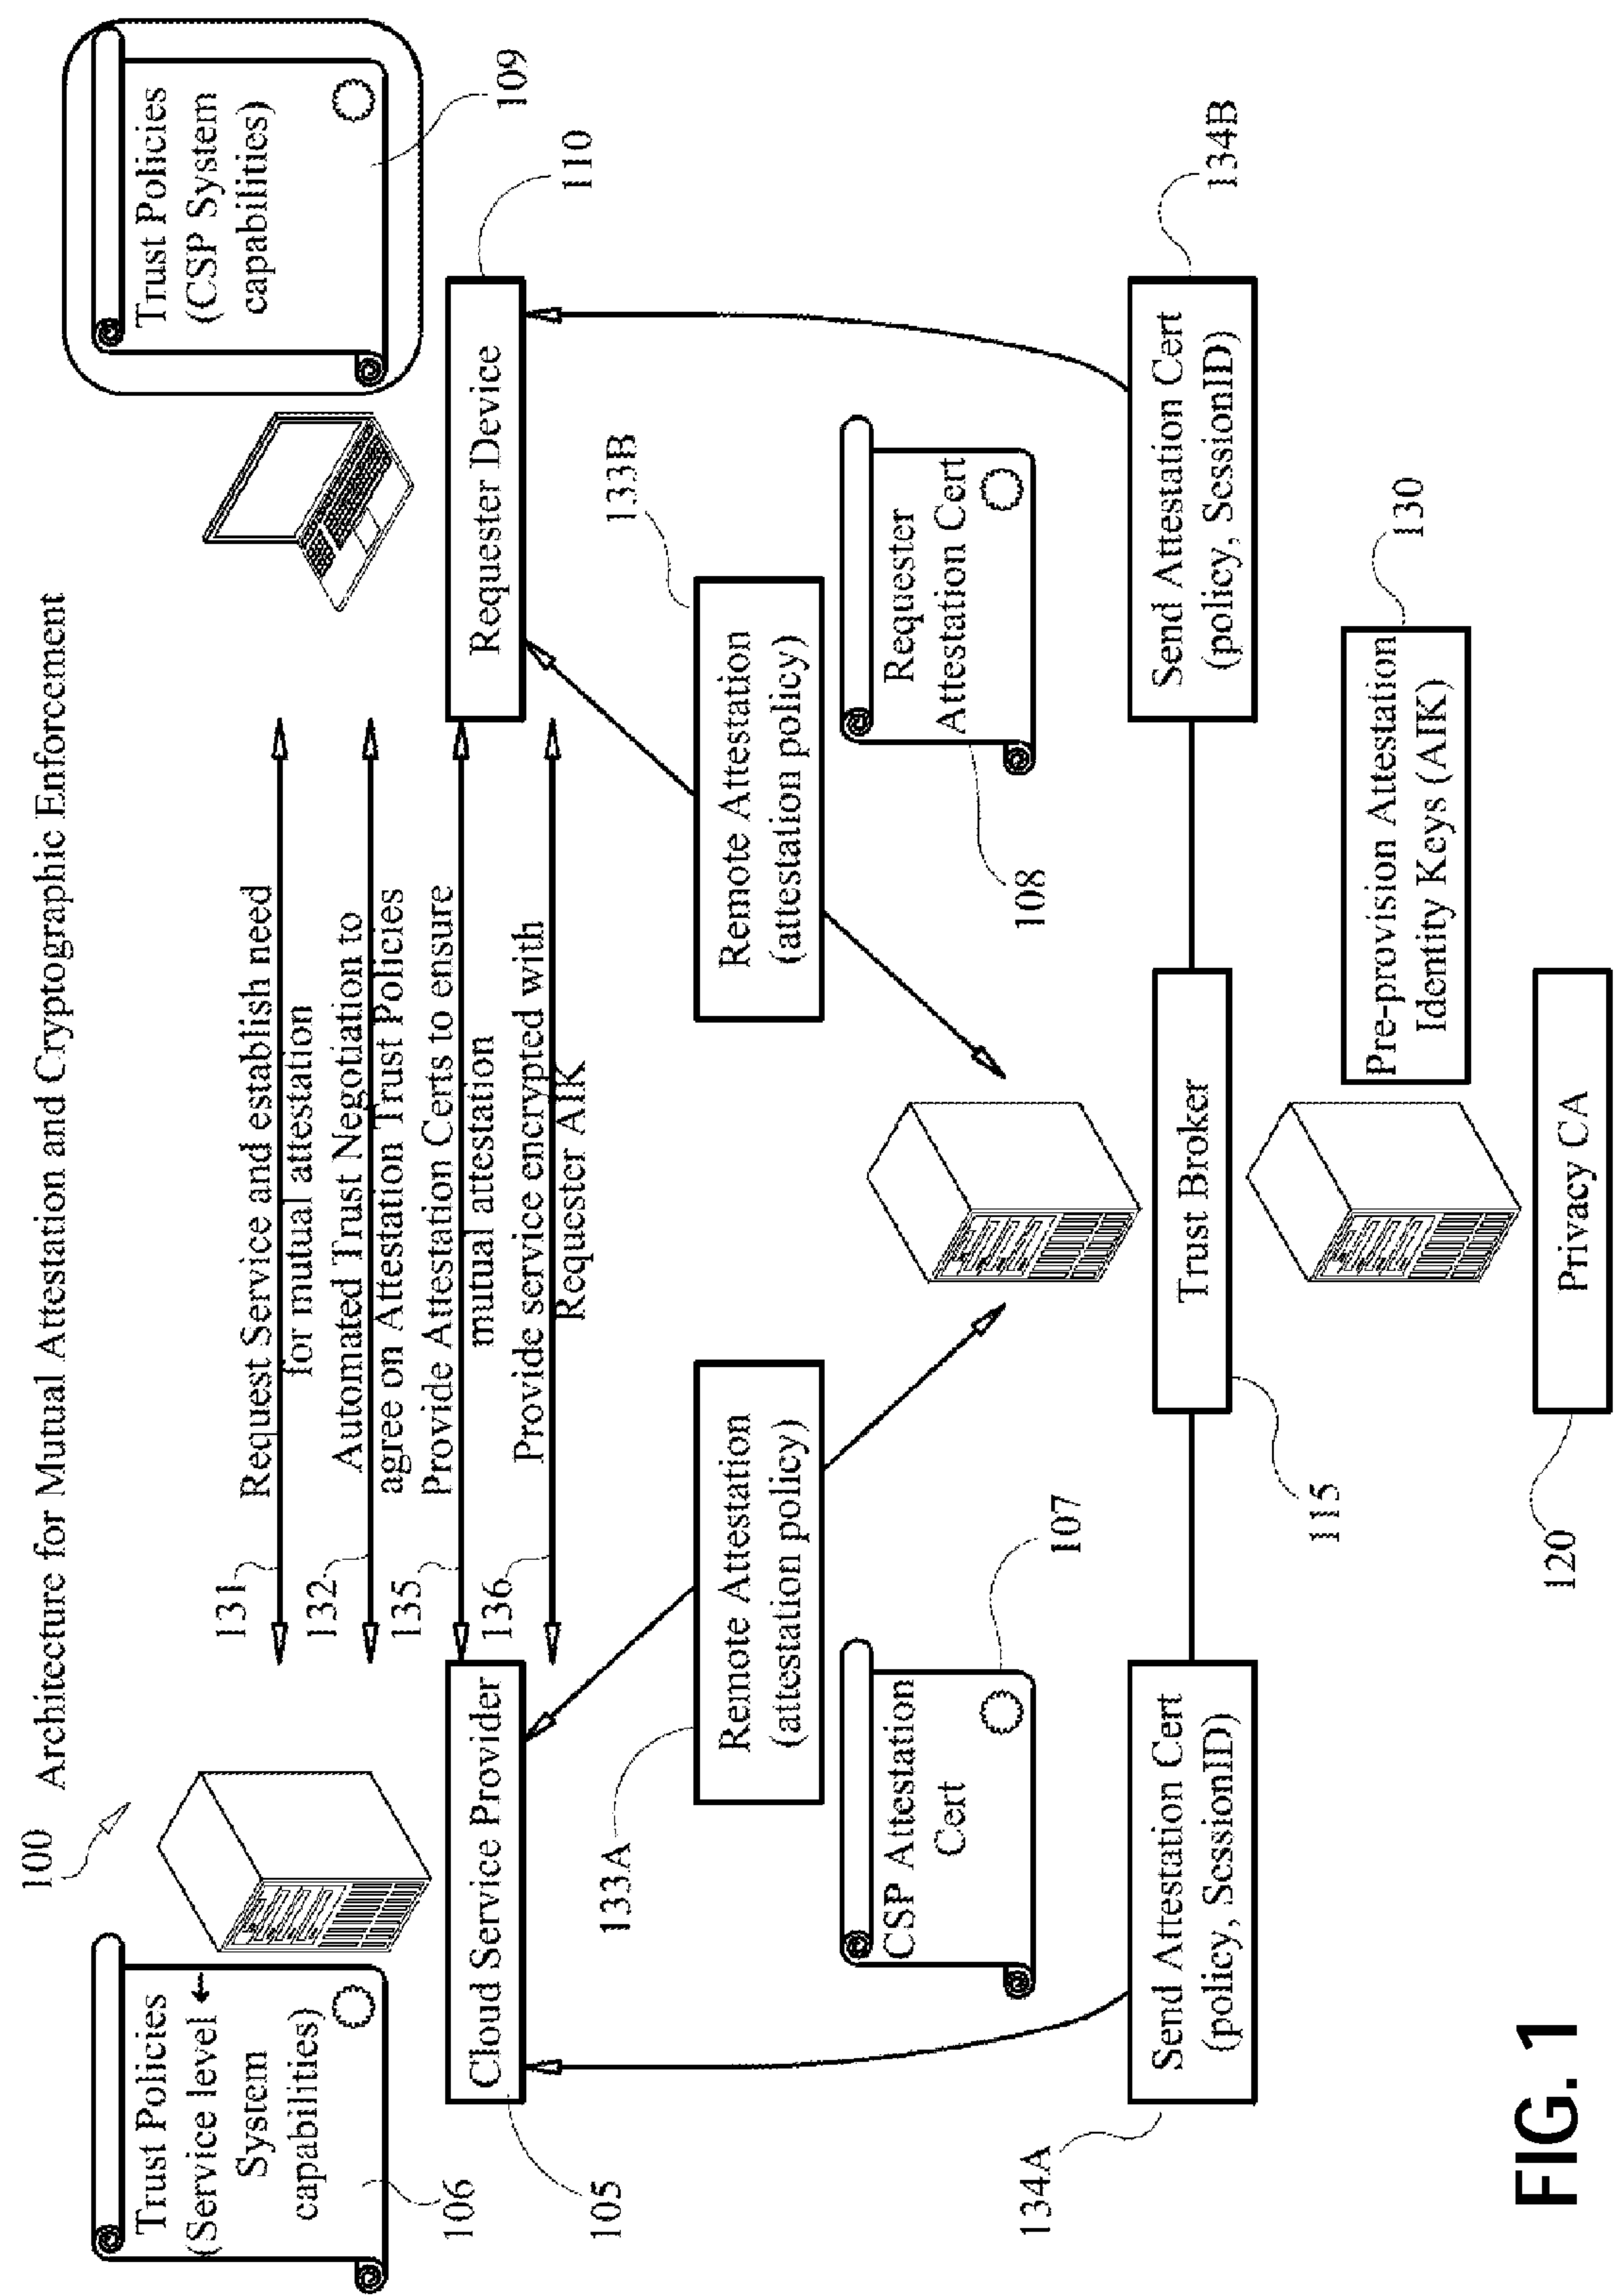 100
Architecture for Mutual Attestation and Cryptographic Enforcement
Trust Policies
(Service level ➔
System
capabilities)
106
131
Request Service and establish need
for mutual attestation
132
Automated Trust Negotiation to
agree on Attestation Trust Policies
135
Provide Attestation Certs to ensure
mutual attestation
136
Provide service encrypted with
Requester AIK
Trust Policies
(CSP System
capabilities)
109
Cloud Service Provider
105
Requester Device
110
133A
Remote Attestation
(attestation policy)
Remote Attestation
(attestaion policy)
133B
CSP Attestation
Cert
107
Requester
Attestation Cert
108
134A
Send Attestation Cert
(policy, SessionID)
Trust Broker
115
Send Attestation Cert
(policy, SessionID)
134B
Pre-provision Attestation
Identity Keys (AIK)
130
Privacy CA
120
FIG. 1